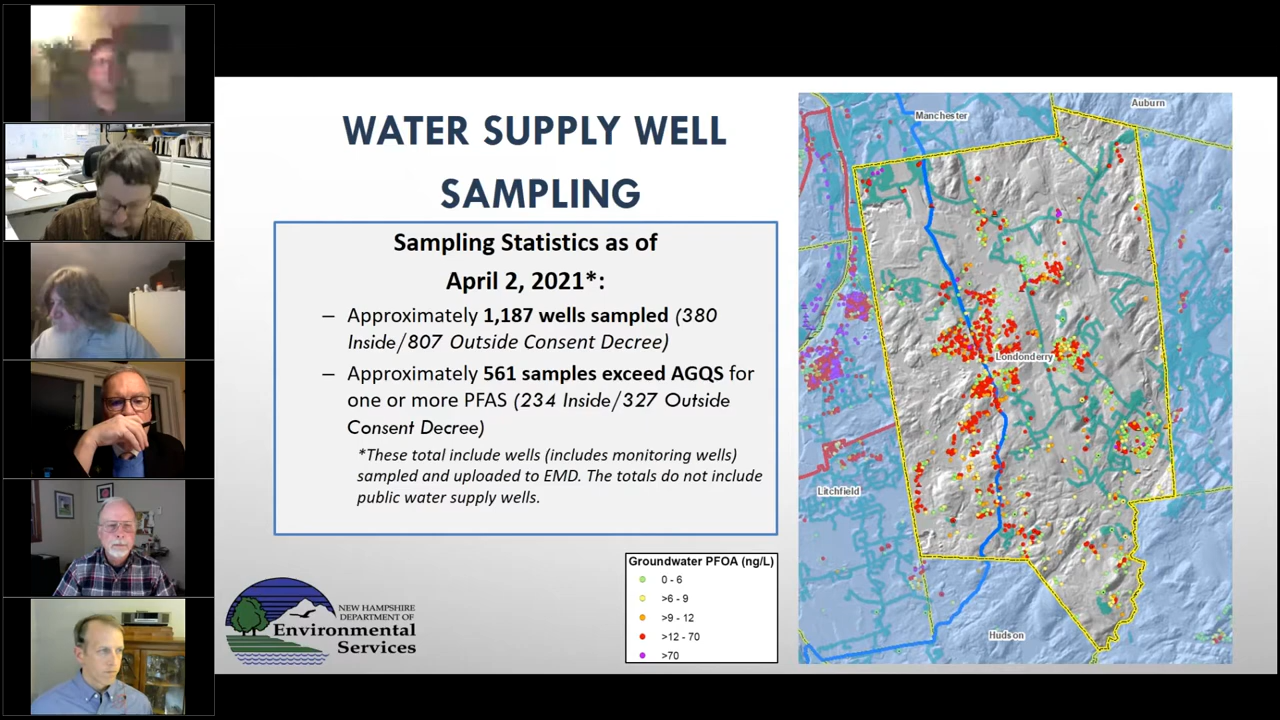 WATER SUPPLY WELL
SAMPLING
Sampling Statistics as of
April 2, 2021*:
– Approximately 1,187 wells sampled (380
Inside/807 Outside Consent Decree)
– Approximately 561 samples exceed AGQS for
one or more PFAS (234 Inside/327 Outside
Consent Decree)
*These total include wells (includes monitoring wells)
sampled and uploaded to EMD. The totals do not include
public water supply wells.
NEW HAMPSHIRE
DEPARTMENT OF
Environmental
Services
Groundwater PFOA (ng/L)
0 - 6
>6 - 9
>9 - 12
>12 - 70
>70
Auburn
Manchester
Londonderry
Litchfield
Hudson